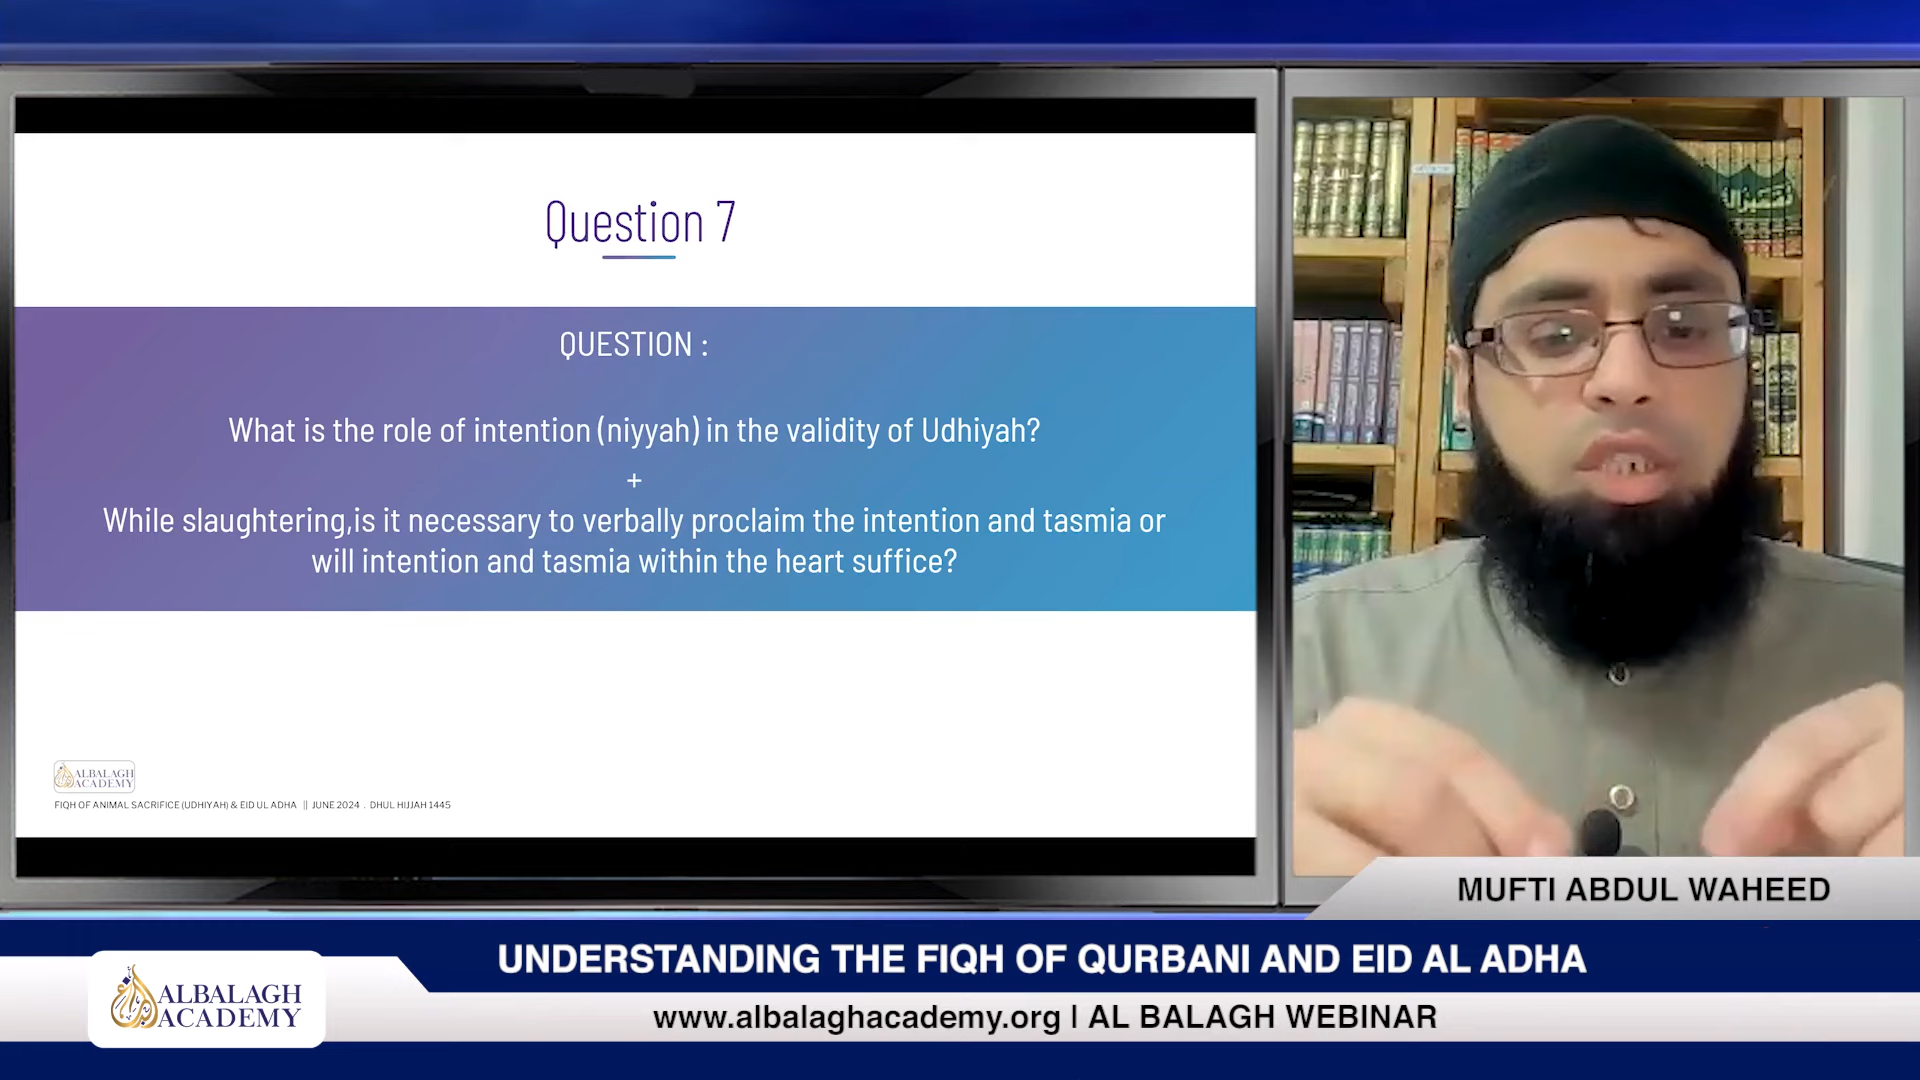 Question 7
QUESTION :
What is the role of intention (niyyah) in the validity of Udhiyah?
+
While slaughtering,is it necessary to verbally proclaim the intention and tasmia or
will intention and tasmia within the heart suffice?
ALBALAGH
ACADEMY
FIQH OF ANIMAL SACRIFICE (UDHIYAH) & EID UL ADHA || JUNE 2024 . DHUL HIJJAH 1445
MUFTI ABDUL WAHEED
UNDERSTANDING THE FIQH OF QURBANI AND EID AL ADHA
ALBALAGH
ACADEMY
www.albalaghacademy.org | AL BALAGH WEBINAR